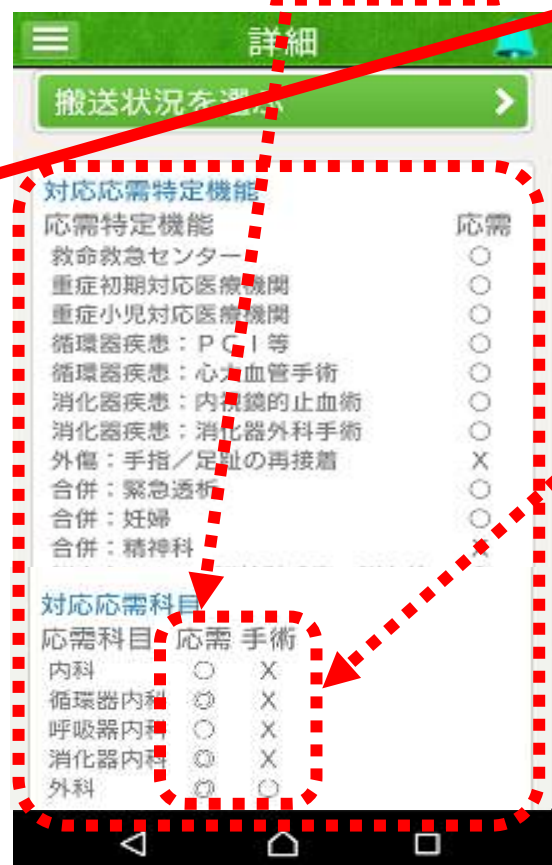 詳細
搬送状況を選ぶ
対応応需特定機能
応需特定機能 応需
救命救急センター ○
重症初期対応医療機関 ○
重症小児対応医療機関 ○
循環器疾患：ＰＣＩ等 ○
循環器疾患：心大血管手術 ○
消化器疾患：内視鏡的止血術 ○
消化器疾患：消化器外科手術 ○
外傷：手指／足趾の再接着 X
合併：緊急透析 ○
合併：妊婦 ○
合併：精神科 X
対応応需科目
応需科目 応需 手術
内科 ○ X
循環器内科 ◎ X
呼吸器内科 ○ X
消化器内科 ◎ X
外科 ◎ ○